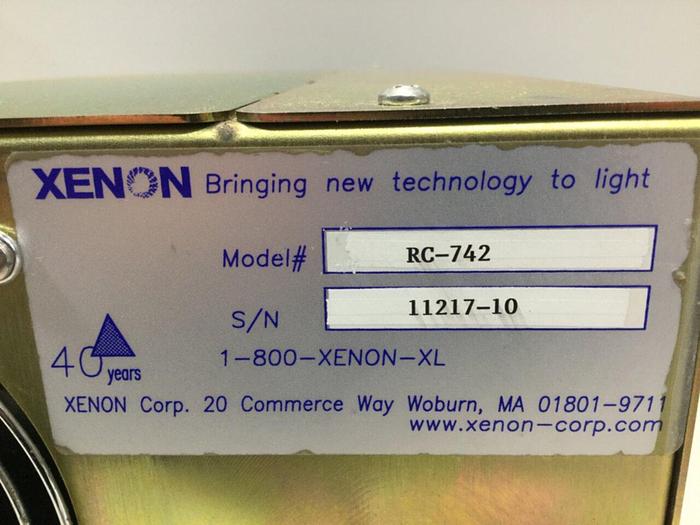 XENON Bringing new technology to light
Model# RC-742
S/N 11217-10
40 years
1-800-XENON-XL
XENON Corp. 20 Commerce Way Woburn, MA 01801-9711
www.xenon-corp.com